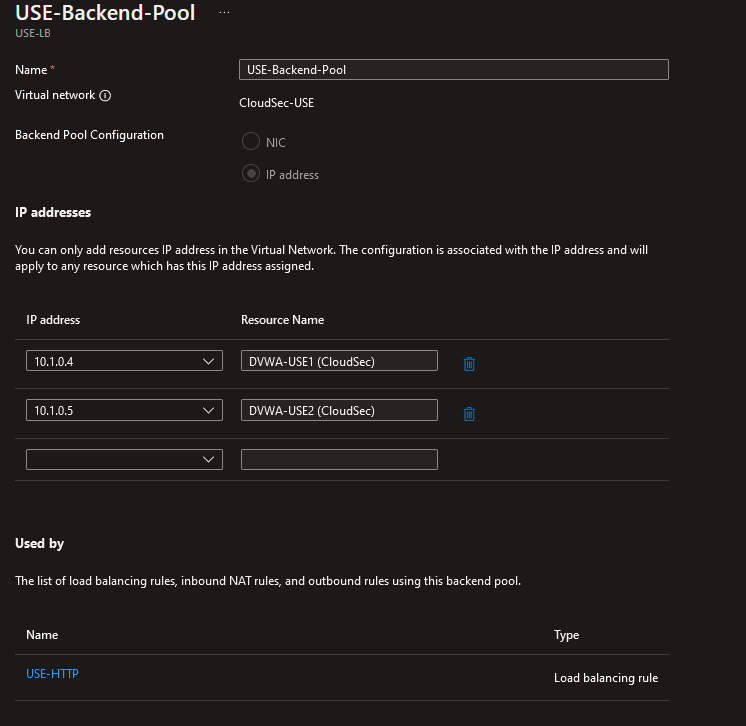 USE-Backend-Pool ...
USE-LB
Name *
USE-Backend-Pool
Virtual network
CloudSec-USE
Backend Pool Configuration
NIC
IP address
IP addresses
You can only add resources IP address in the Virtual Network. The configuration is associated with the IP address and will
apply to any resource which has this IP address assigned.
IP address Resource Name
10.1.0.4 DVWA-USE1 (CloudSec)
10.1.0.5 DVWA-USE2 (CloudSec)
Used by
The list of load balancing rules, inbound NAT rules, and outbound rules using this backend pool.
Name Type
USE-HTTP Load balancing rule